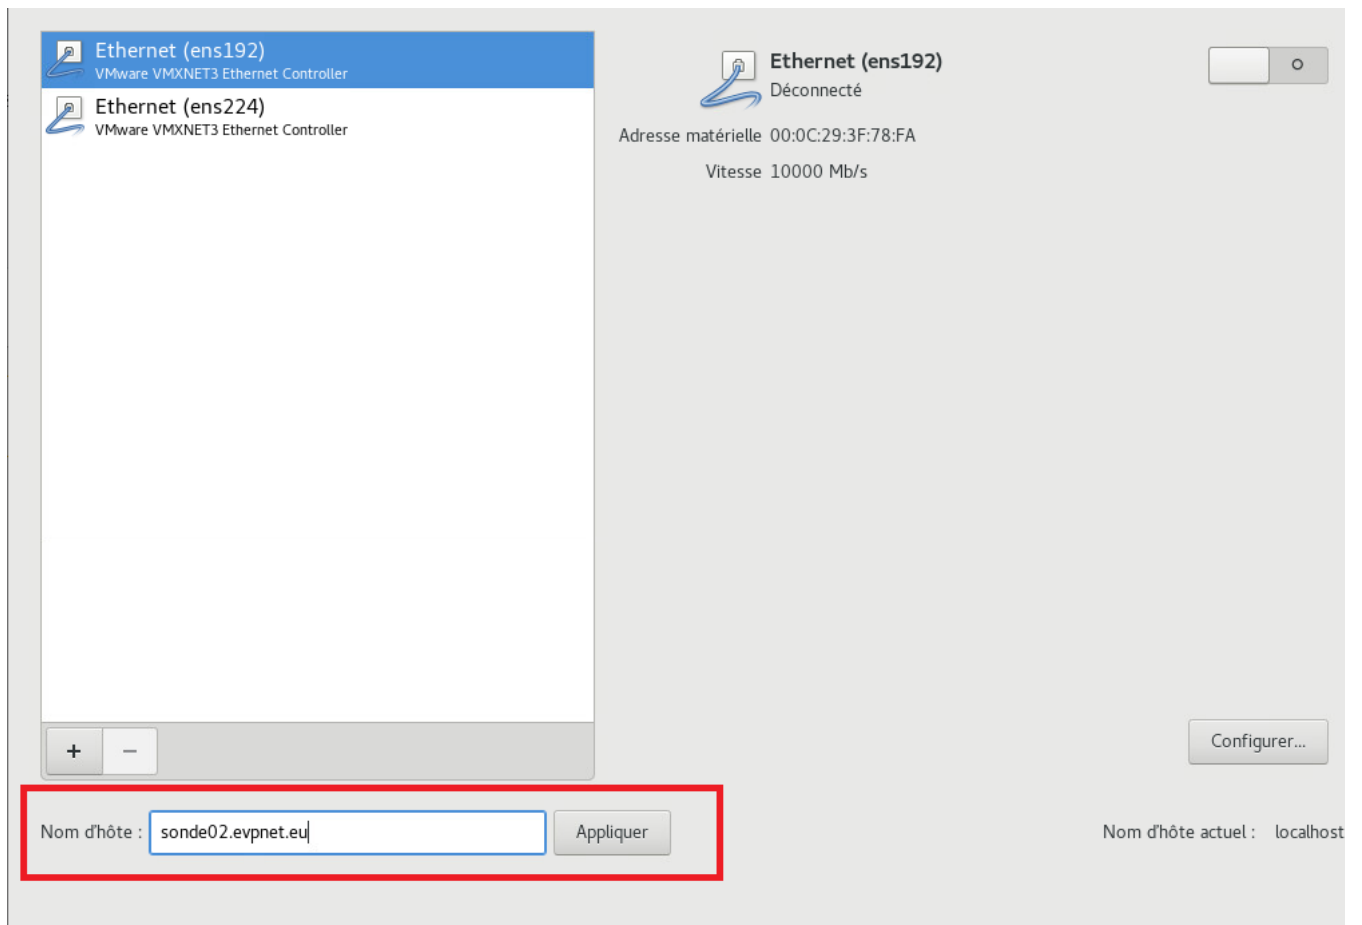 Ethernet (ens192)
VMware VMXNET3 Ethernet Controller
Ethernet (ens224)
VMware VMXNET3 Ethernet Controller
Ethernet (ens192)
Déconnecté
Adresse matérielle 00:0C:29:3F:78:FA
Vitesse 10000 Mb/s
+ −
Configurer...
Nom d'hôte : sonde02.evpnet.eu Appliquer
Nom d'hôte actuel : localhost